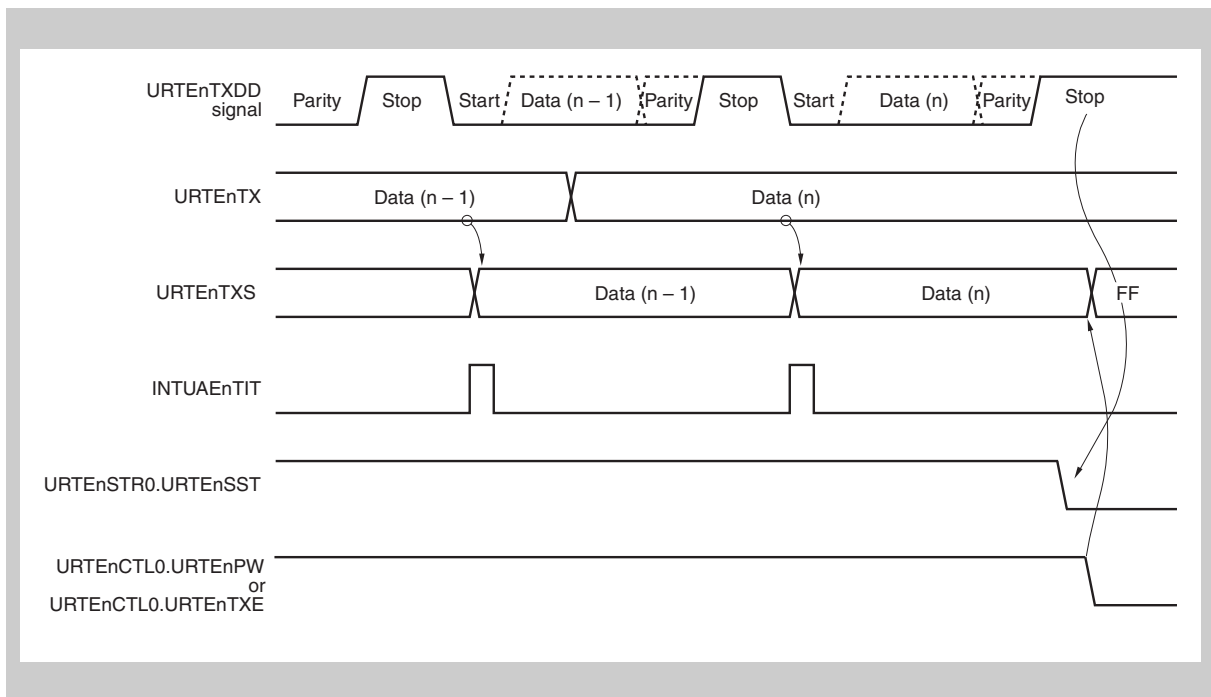 URTEnTXDD
signal
Parity Stop Start Data (n – 1) Parity Stop Start Data (n) Parity Stop
URTEnTX
Data (n – 1) Data (n)
URTEnTXS
Data (n – 1) Data (n) FF
INTUAEnTIT
URTEnSTR0.URTEnSST
URTEnCTL0.URTEnPW
or
URTEnCTL0.URTEnTXE